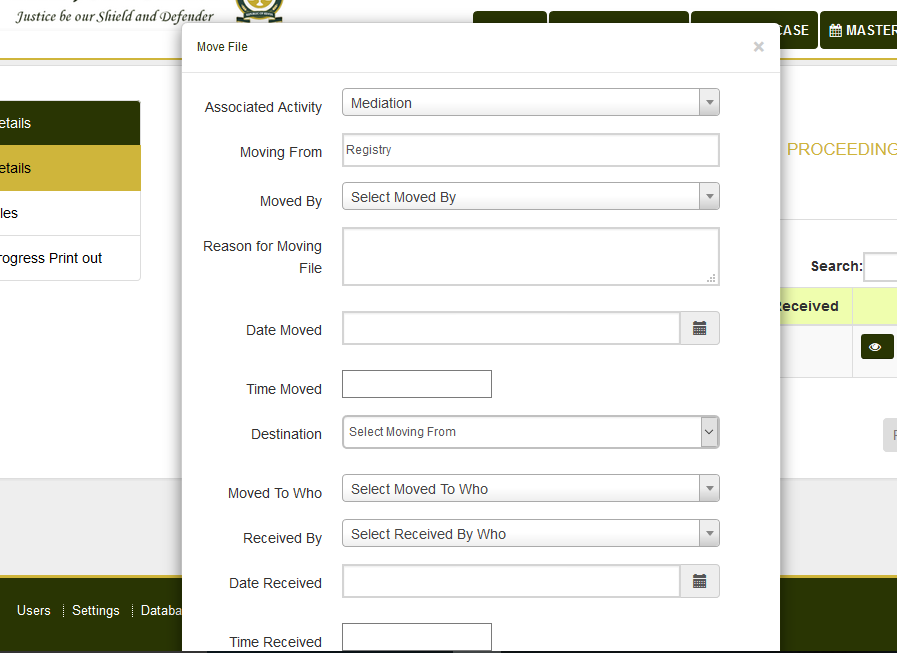 Justice be our Shield and Defender
CASE
MASTER
Move File
×
etails
etails
les
rogress Print out
Associated Activity
Mediation
Moving From
Registry
Moved By
Select Moved By
Reason for Moving
File
Date Moved
Time Moved
Destination
Select Moving From
Moved To Who
Select Moved To Who
Received By
Select Received By Who
Date Received
Time Received
PROCEEDING
Search:
Received
Users
Settings
Databa